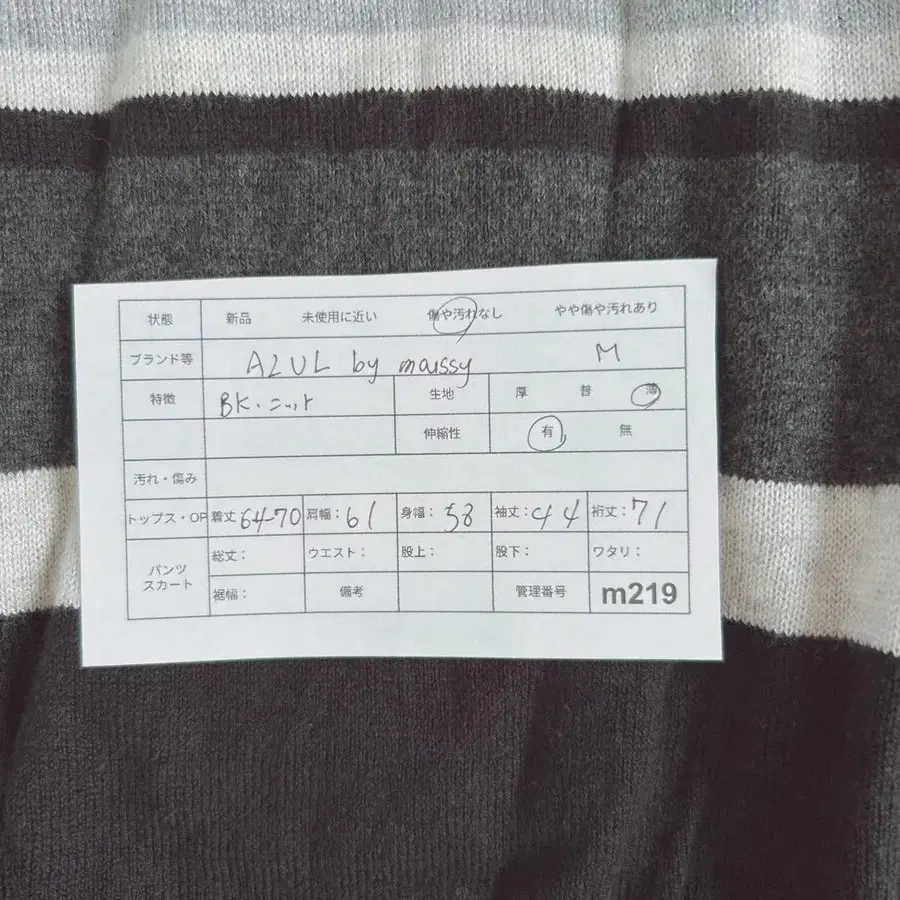 状態 新品 未使用に近い 傷や汚れなし やや傷や汚れあり
ブランド等 AZUL by moussy M
特徴 BK.ニット 生地 厚 普 薄
伸縮性 有 無
汚れ・傷み
トップス・OP 着丈64-70 肩幅:61 身幅:58 袖丈:44 裄丈:71
パンツ スカート 総丈: ウエスト: 股上: 股下: ワタリ:
裾幅: 備考 管理番号 m219